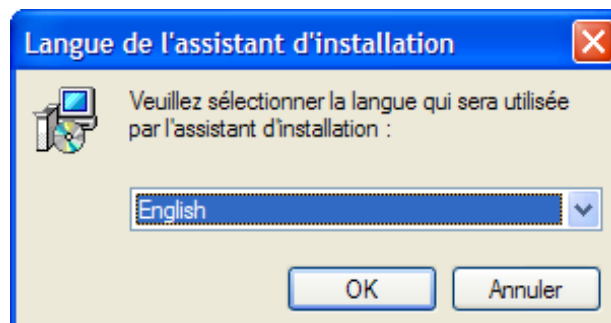 Langue de l'assistant d'installation
Veuillez sélectionner la langue qui sera utilisée
par l'assistant d'installation :
English
OK
Annuler